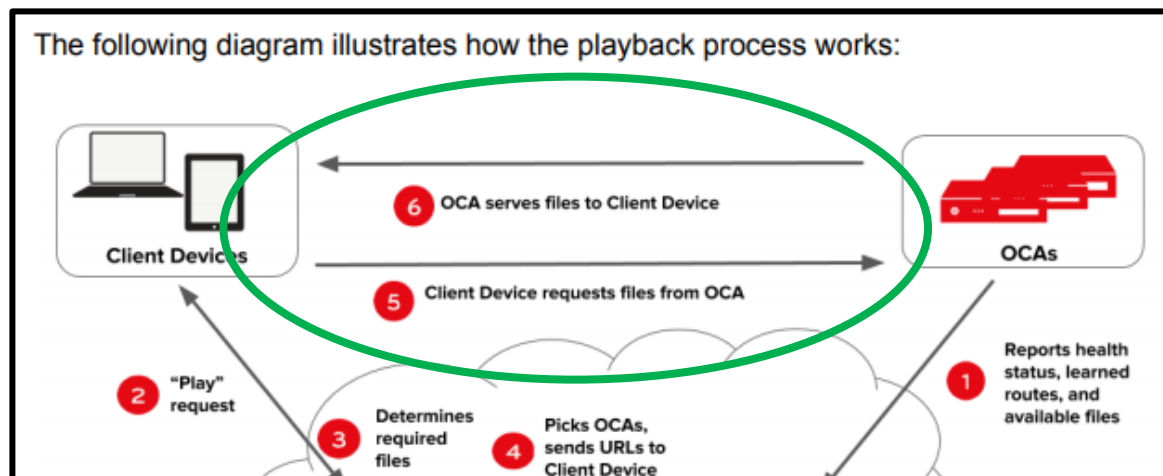 The following diagram illustrates how the playback process works:
6 OCA serves files to Client Device
Client Devices
OCAs
5 Client Device requests files from OCA
2 "Play"
request
1 Reports health
status, learned
routes, and
available files
3 Determines
required
files
4 Picks OCAs,
sends URLs to
Client Device